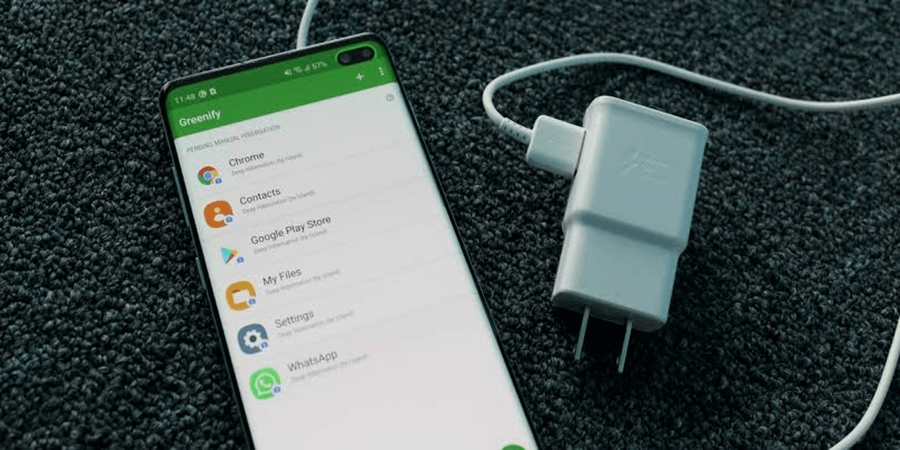 11:48 57%
Greenify
PENDING MANUAL HIBERNATION
Chrome
Deep Hibernation (by Island)
Contacts
Deep Hibernation (by Island)
Google Play Store
Deep Hibernation (by Island)
My Files
Deep Hibernation (by Island)
Settings
Deep Hibernation (by Island)
WhatsApp
Deep Hibernation (by Island)